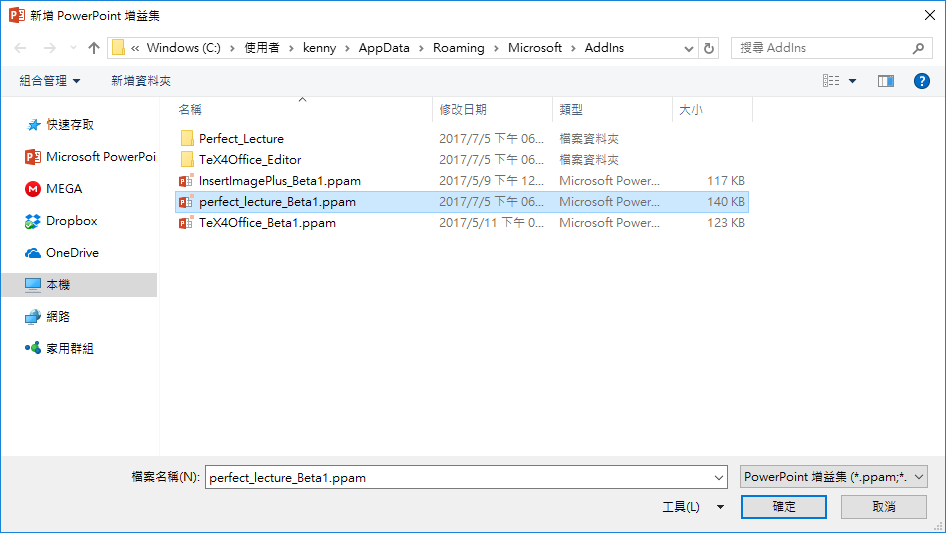 新增 PowerPoint 增益集
« Windows (C:) › 使用者 › kenny › AppData › Roaming › Microsoft › AddIns
搜尋 AddIns
組合管理 新增資料夾
名稱 修改日期 類型 大小
快速存取
Microsoft PowerPoi
MEGA
Dropbox
OneDrive
本機
網路
家用群組
Perfect_Lecture 2017/7/5 下午 06... 檔案資料夾
TeX4Office_Editor 2017/7/5 下午 06... 檔案資料夾
InsertImagePlus_Beta1.ppam 2017/5/9 下午 12... Microsoft Power... 117 KB
perfect_lecture_Beta1.ppam 2017/7/5 下午 06... Microsoft Power... 140 KB
TeX4Office_Beta1.ppam 2017/5/11 下午 0... Microsoft Power... 123 KB
檔案名稱(N): perfect_lecture_Beta1.ppam PowerPoint 增益集 (*.ppam;*.
工具(L) 確定 取消